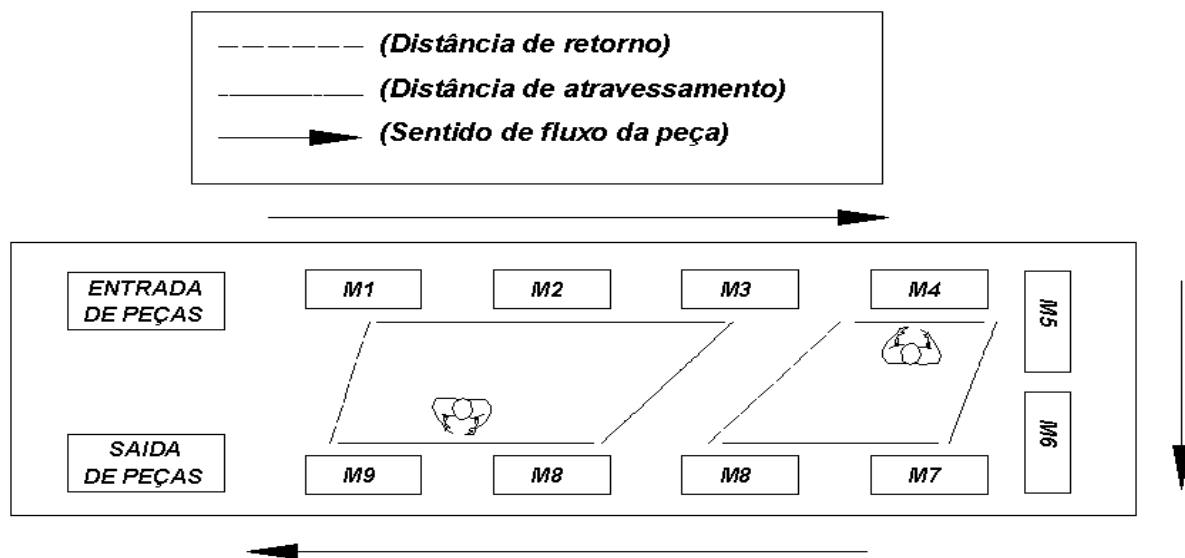 (Distância de retorno)
(Distância de atravessamento)
(Sentido de fluxo da peça)
ENTRADA
DE PEÇAS
M1
M2
M3
M4
M5
M6
SAIDA
DE PEÇAS
M9
M8
M8
M7